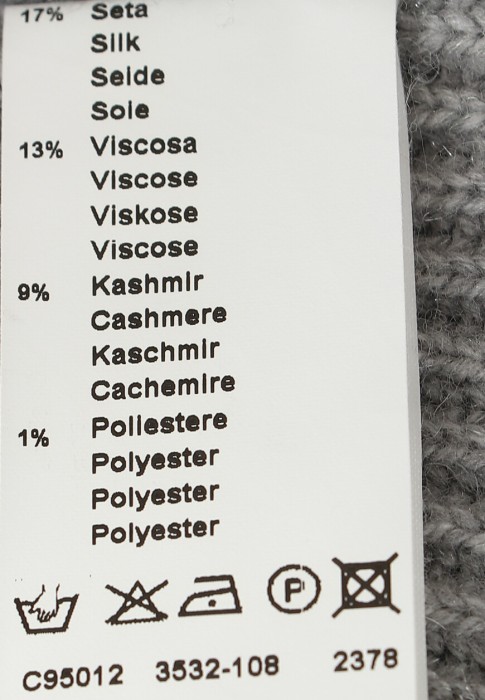 17% Seta
Silk
Seide
Soie
13% Viscosa
Viscose
Viskose
Viscose
9% Kashmir
Cashmere
Kaschmir
Cachemire
1% Poliestere
Polyester
Polyester
Polyester
P
C95012 3532-108 2378